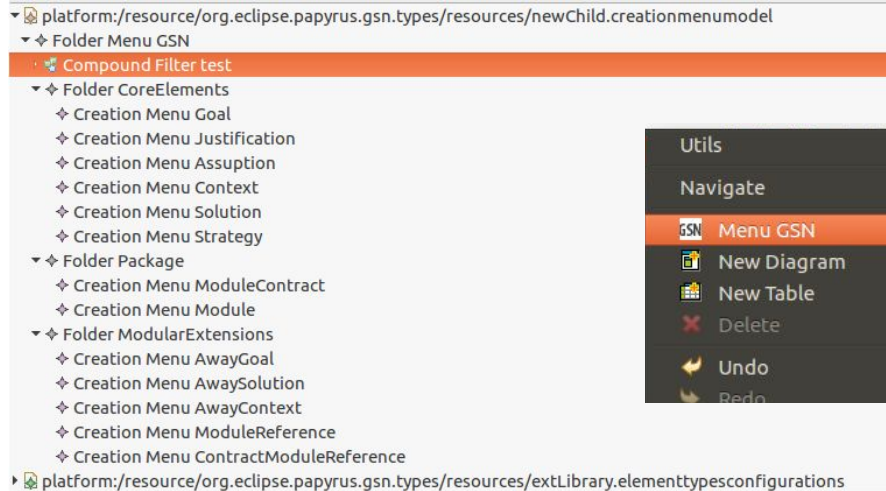 platform:/resource/org.eclipse.papyrus.gsn.types/resources/newChild.creationmenumodel
Folder Menu GSN
Compound Filter test
Folder CoreElements
Creation Menu Goal
Creation Menu Justification
Creation Menu Assuption
Creation Menu Context
Creation Menu Solution
Creation Menu Strategy
Folder Package
Creation Menu ModuleContract
Creation Menu Module
Folder ModularExtensions
Creation Menu AwayGoal
Creation Menu AwaySolution
Creation Menu AwayContext
Creation Menu ModuleReference
Creation Menu ContractModuleReference
platform:/resource/org.eclipse.papyrus.gsn.types/resources/extLibrary.elementtypesconfigurations
Utils
Navigate
GSN Menu GSN
New Diagram
New Table
Delete
Undo
Redo